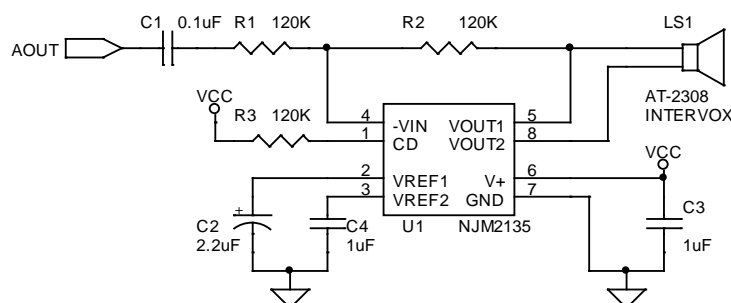 C1
0.1uF
R1
120K
R2
120K
LS1
AOUT
VCC
R3
120K
4
-VIN
VOUT1
5
1
CD
VOUT2
8
AT-2308
INTERVOX
VCC
2
VREF1
V+
6
3
VREF2
GND
7
+
C2
2.2uF
C4
1uF
U1
NJM2135
C3
1uF